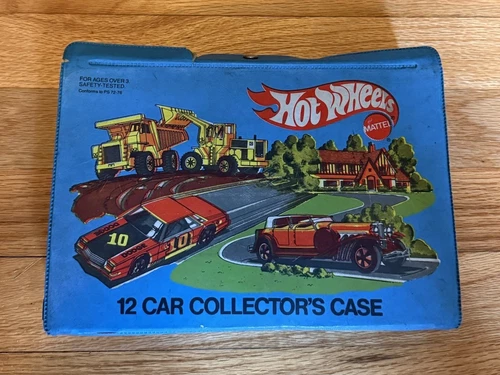 FOR AGES OVER 3
SAFETY-TESTED
Conforms to PS 72-76
Hot Wheels
MATTEL
10
10
12 CAR COLLECTOR'S CASE